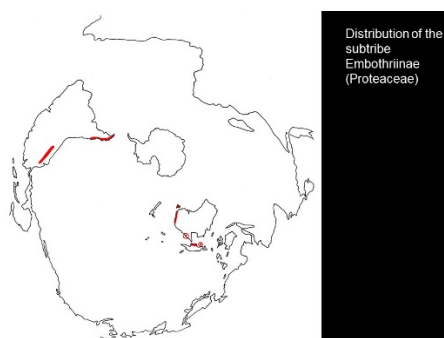 Distribution of the
subtribe
Embothriinae
(Proteaceae)